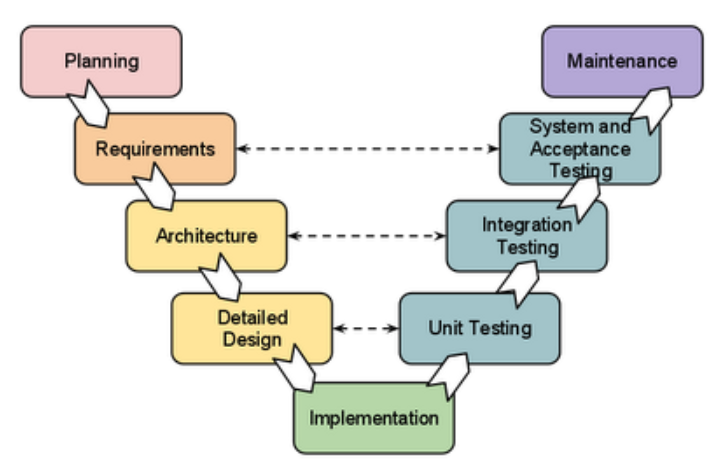 Planning
Maintenance
Requirements
System and
Acceptance
Testing
Architecture
Integration
Testing
Detailed
Design
Unit Testing
Implementation